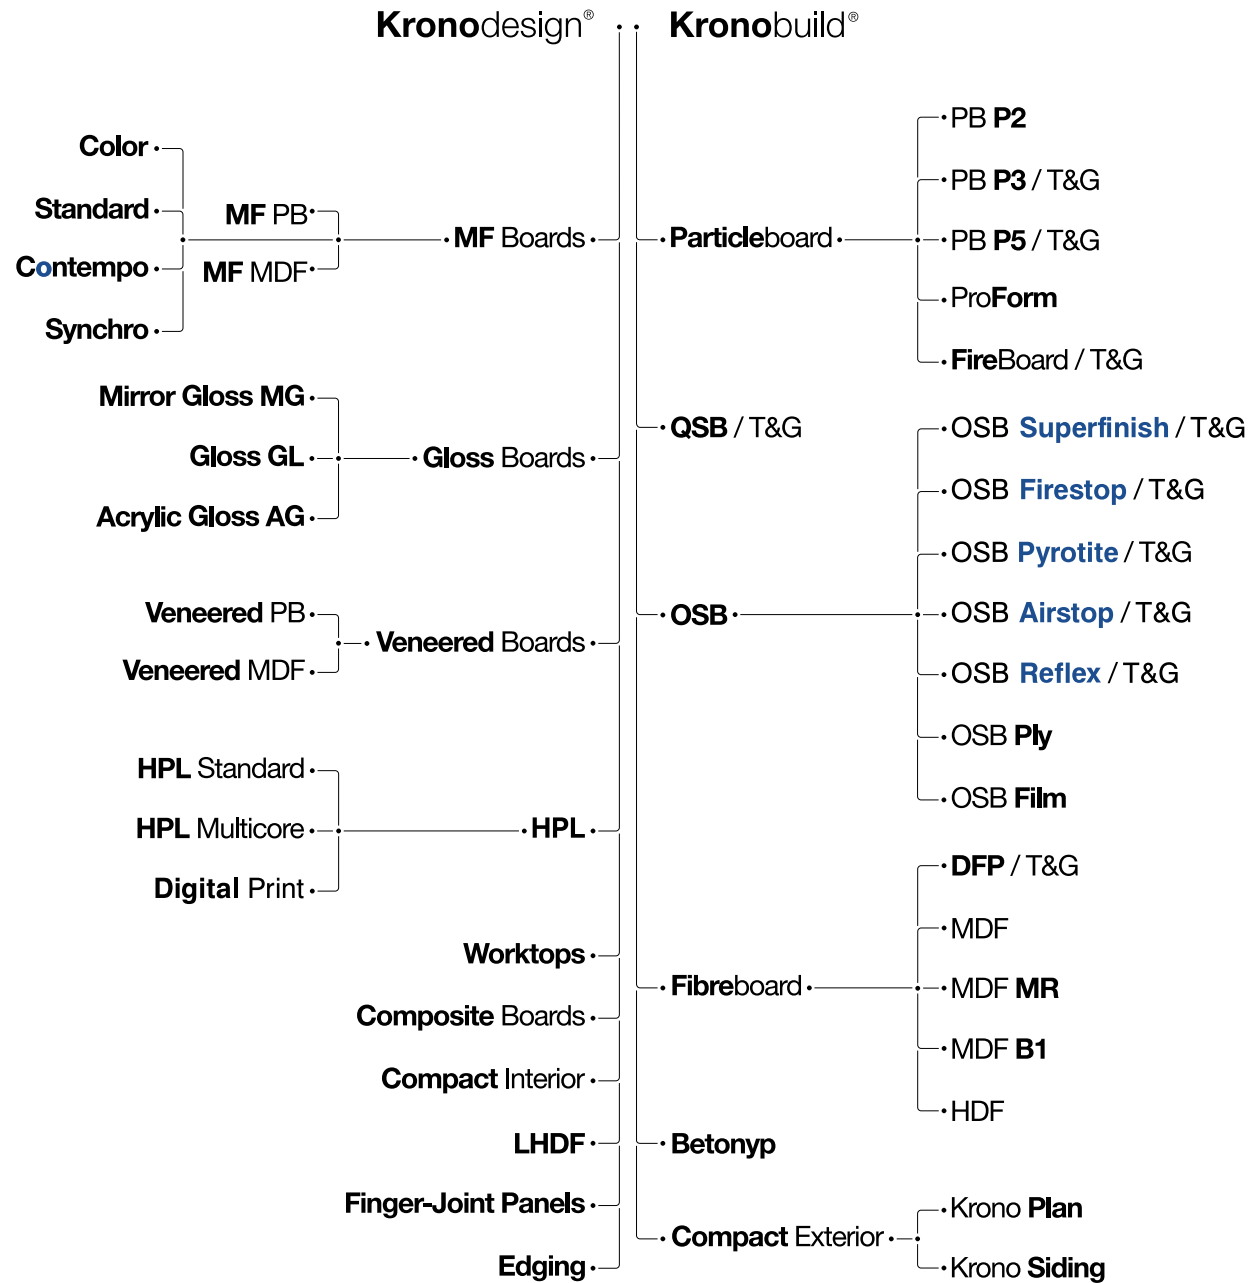 Kronodesign®
Color
Standard
Contempo
Synchro
MF PB
MF MDF
MF Boards
Mirror Gloss MG
Gloss GL
Acrylic Gloss AG
Gloss Boards
Veneered PB
Veneered MDF
Veneered Boards
HPL Standard
HPL Multicore
Digital Print
HPL
Worktops
Composite Boards
Compact Interior
LHDF
Finger-Joint Panels
Edging
Kronobuild®
Particleboard
PB P2
PB P3 / T&G
PB P5 / T&G
ProForm
FireBoard / T&G
QSB / T&G
OSB
OSB Superfinish / T&G
OSB Firestop / T&G
OSB Pyrotite / T&G
OSB Airstop / T&G
OSB Reflex / T&G
OSB Ply
OSB Film
Fibreboard
DFP / T&G
MDF
MDF MR
MDF B1
HDF
Betonyp
Compact Exterior
Krono Plan
Krono Siding